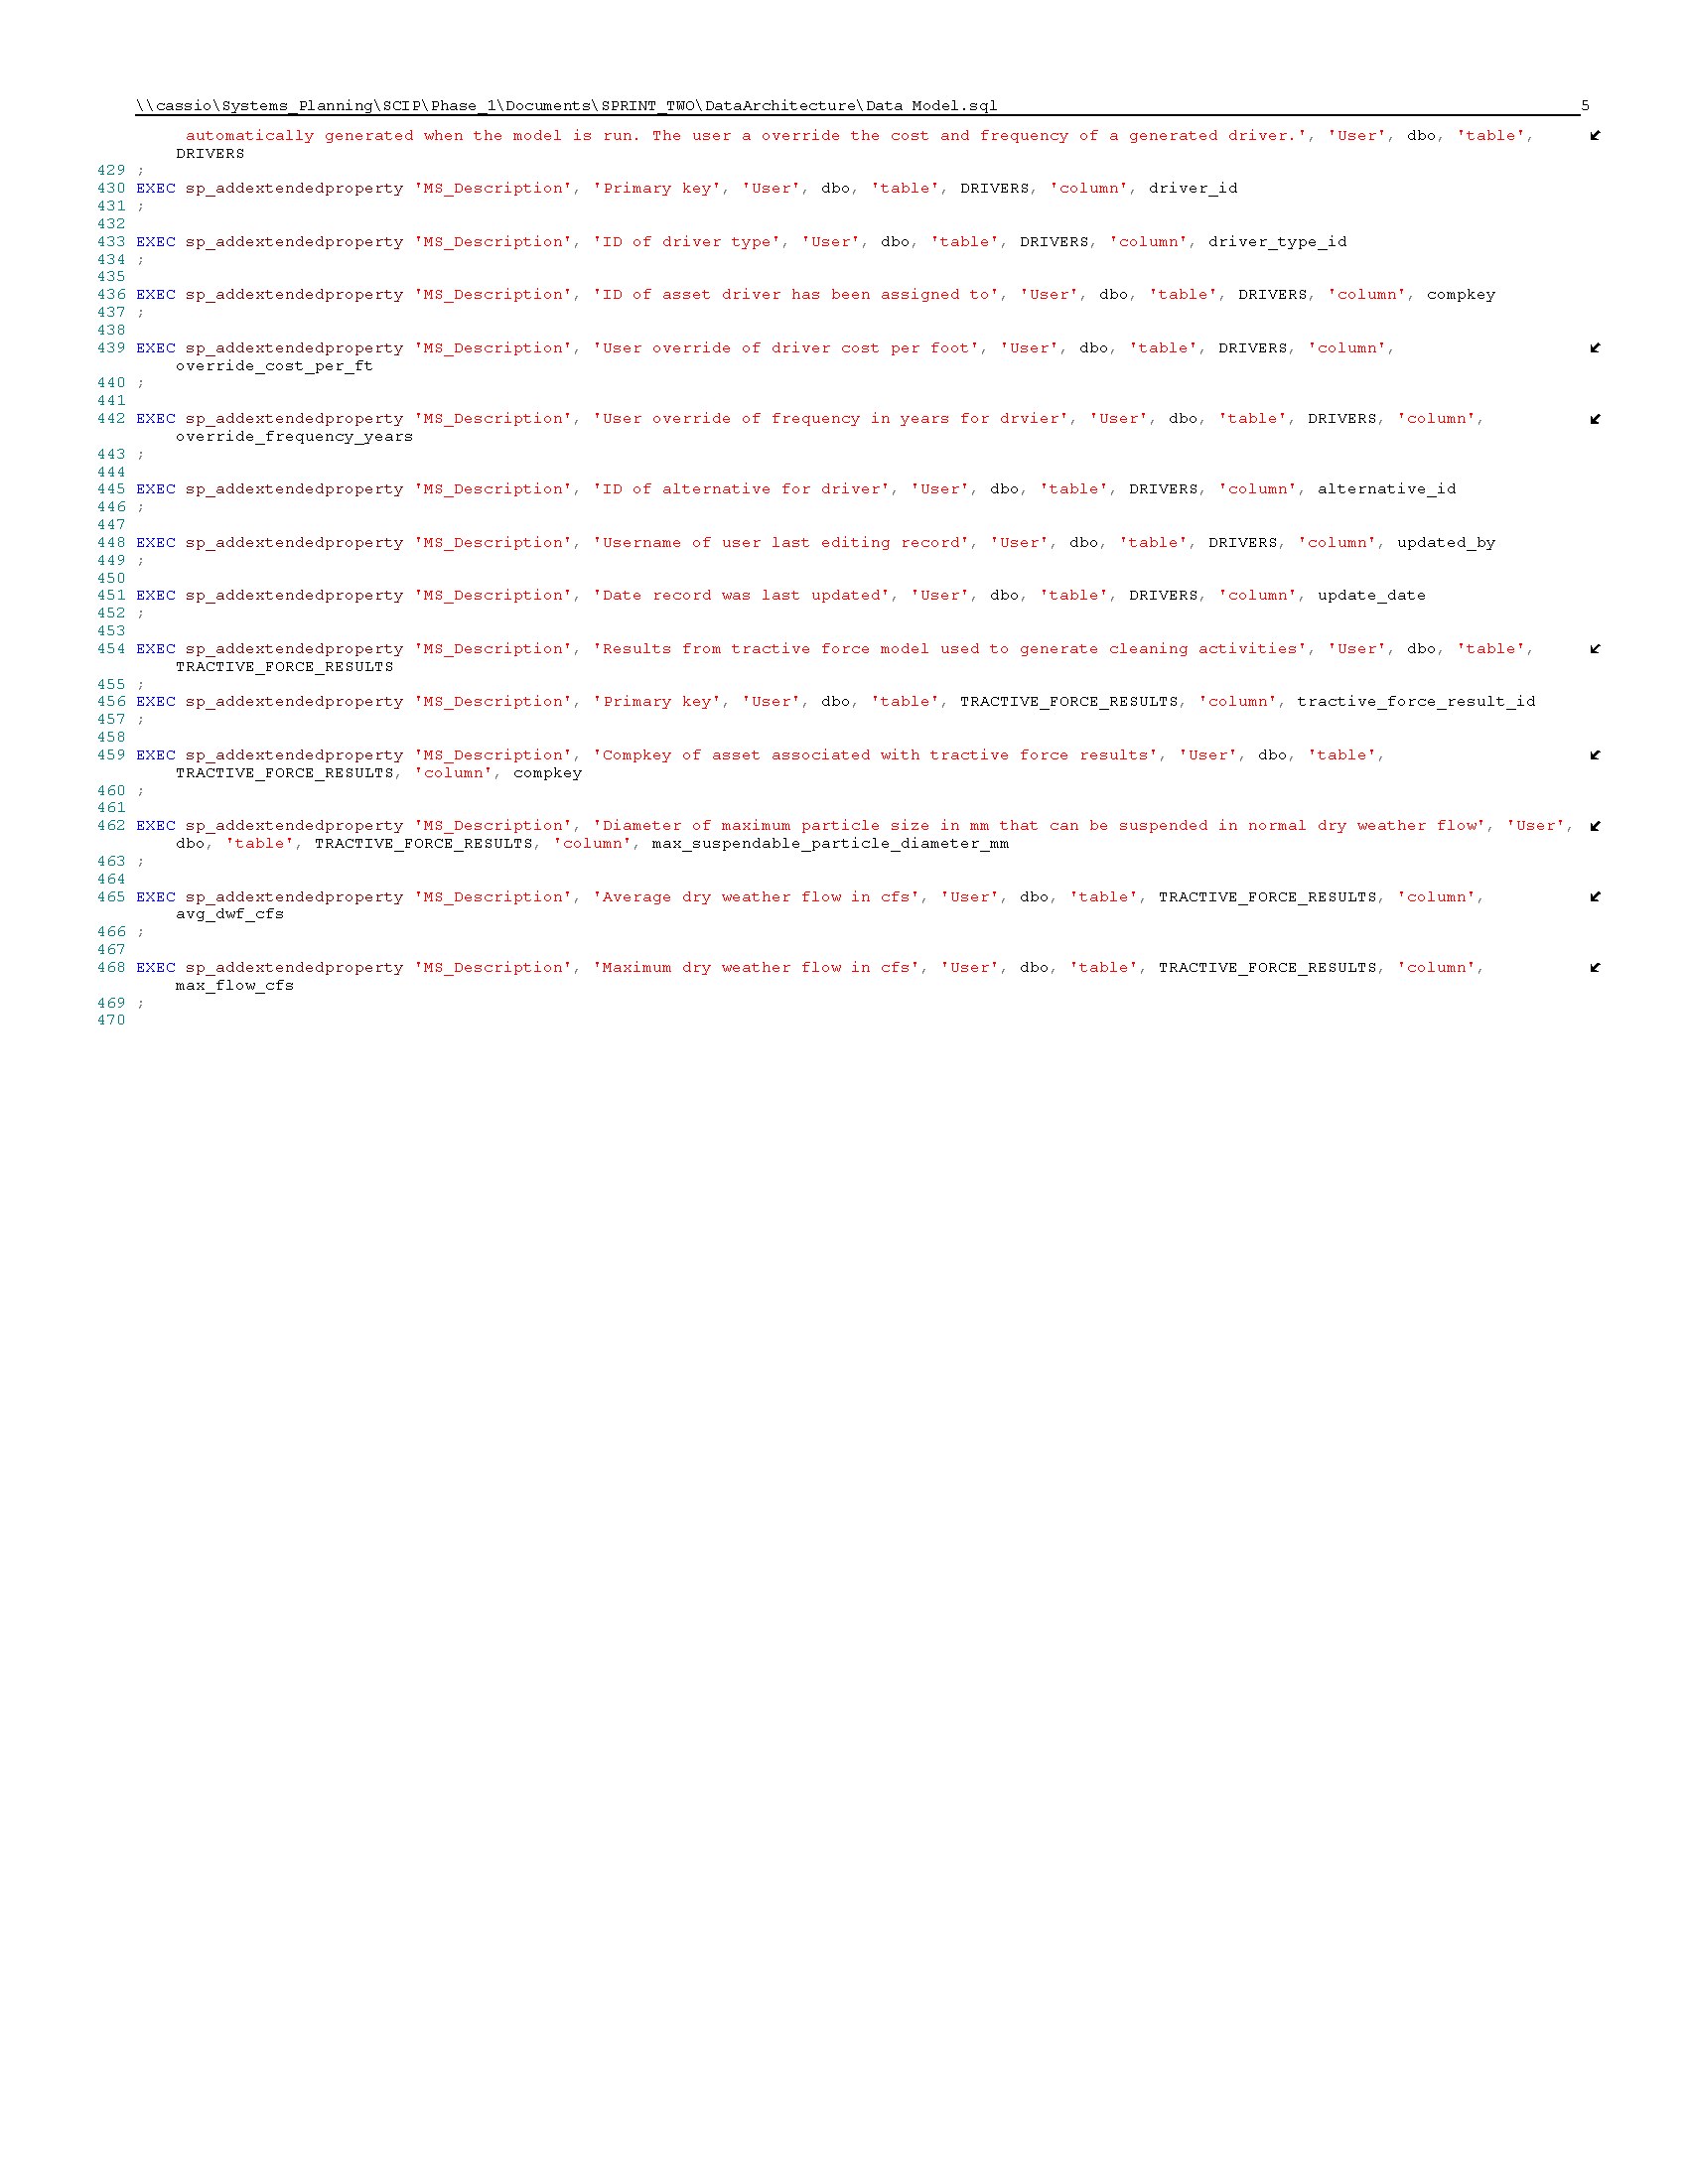 \\cassio\Systems_Planning\SCIP\Phase_1\Documents\SPRINT_TWO\DataArchitecture\Data Model.sql 5
automatically generated when the model is run. The user a override the cost and frequency of a generated driver.', 'User', dbo, 'table', ↙
DRIVERS
429 ;
430 EXEC sp_addextendedproperty 'MS_Description', 'Primary key', 'User', dbo, 'table', DRIVERS, 'column', driver_id
431 ;
432
433 EXEC sp_addextendedproperty 'MS_Description', 'ID of driver type', 'User', dbo, 'table', DRIVERS, 'column', driver_type_id
434 ;
435
436 EXEC sp_addextendedproperty 'MS_Description', 'ID of asset driver has been assigned to', 'User', dbo, 'table', DRIVERS, 'column', compkey
437 ;
438
439 EXEC sp_addextendedproperty 'MS_Description', 'User override of driver cost per foot', 'User', dbo, 'table', DRIVERS, 'column', ↙
override_cost_per_ft
440 ;
441
442 EXEC sp_addextendedproperty 'MS_Description', 'User override of frequency in years for drvier', 'User', dbo, 'table', DRIVERS, 'column', ↙
override_frequency_years
443 ;
444
445 EXEC sp_addextendedproperty 'MS_Description', 'ID of alternative for driver', 'User', dbo, 'table', DRIVERS, 'column', alternative_id
446 ;
447
448 EXEC sp_addextendedproperty 'MS_Description', 'Username of user last editing record', 'User', dbo, 'table', DRIVERS, 'column', updated_by
449 ;
450
451 EXEC sp_addextendedproperty 'MS_Description', 'Date record was last updated', 'User', dbo, 'table', DRIVERS, 'column', update_date
452 ;
453
454 EXEC sp_addextendedproperty 'MS_Description', 'Results from tractive force model used to generate cleaning activities', 'User', dbo, 'table', ↙
TRACTIVE_FORCE_RESULTS
455 ;
456 EXEC sp_addextendedproperty 'MS_Description', 'Primary key', 'User', dbo, 'table', TRACTIVE_FORCE_RESULTS, 'column', tractive_force_result_id
457 ;
458
459 EXEC sp_addextendedproperty 'MS_Description', 'Compkey of asset associated with tractive force results', 'User', dbo, 'table', ↙
TRACTIVE_FORCE_RESULTS, 'column', compkey
460 ;
461
462 EXEC sp_addextendedproperty 'MS_Description', 'Diameter of maximum particle size in mm that can be suspended in normal dry weather flow', 'User', ↙
dbo, 'table', TRACTIVE_FORCE_RESULTS, 'column', max_suspendable_particle_diameter_mm
463 ;
464
465 EXEC sp_addextendedproperty 'MS_Description', 'Average dry weather flow in cfs', 'User', dbo, 'table', TRACTIVE_FORCE_RESULTS, 'column', ↙
avg_dwf_cfs
466 ;
467
468 EXEC sp_addextendedproperty 'MS_Description', 'Maximum dry weather flow in cfs', 'User', dbo, 'table', TRACTIVE_FORCE_RESULTS, 'column', ↙
max_flow_cfs
469 ;
470